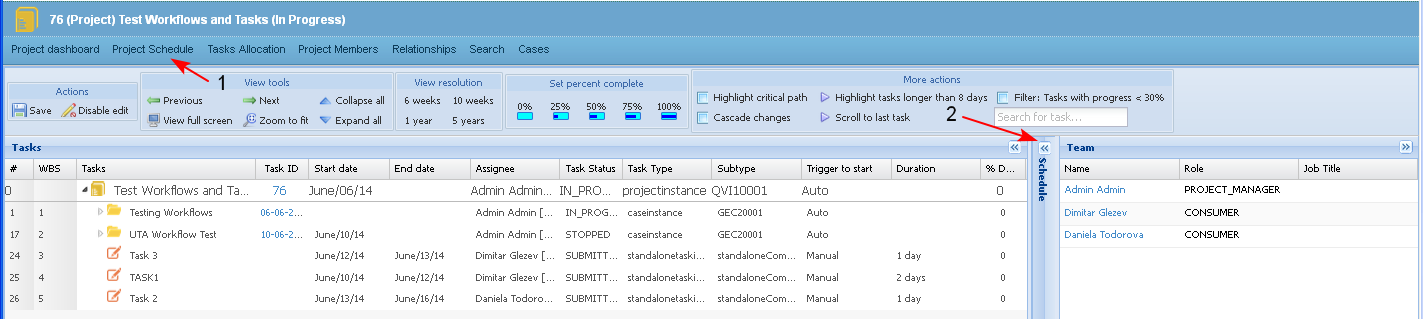 76 (Project) Test Workflows and Tasks (In Progress)
Project dashboard Project Schedule Tasks Allocation Project Members Relationships Search Cases
1
Actions
Save Disable edit
View tools
Previous Next Collapse all
View full screen Zoom to fit Expand all
View resolution
6 weeks 10 weeks
1 year 5 years
Set percent complete
0% 25% 50% 75% 100%
More actions
Highlight critical path Highlight tasks longer than 8 days Filter: Tasks with progress < 30%
Cascade changes Scroll to last task Search for task...
2
Tasks
# WBS Tasks Task ID Start date End date Assignee Task Status Task Type Subtype Trigger to start Duration % D...
0 Test Workflows and Ta... 76 June/06/14 Admin Admin... IN_PRO... projectinstance QVI10001 Auto 0
1 1 Testing Workflows 06-06-2... Admin Admin [... IN_PROG... caseinstance GEC20001 Auto 0
17 2 UTA Workflow Test 10-06-2... June/10/14 Admin Admin [... STOPPED caseinstance GEC20001 Auto 0
24 3 Task 3 June/12/14 June/13/14 Dimitar Glezev [... SUBMITT... standalonetaski... standaloneCom... Manual 1 day 0
25 4 TASK1 June/10/14 June/12/14 Dimitar Glezev [... SUBMITT... standalonetaski... standaloneCom... Manual 2 days 0
26 5 Task 2 June/13/14 June/16/14 Daniela Todoro... SUBMITT... standalonetaski... standaloneCom... Manual 1 day 0
Schedule
Team
Name Role Job Title
Admin Admin PROJECT_MANAGER
Dimitar Glezev CONSUMER
Daniela Todorova CONSUMER